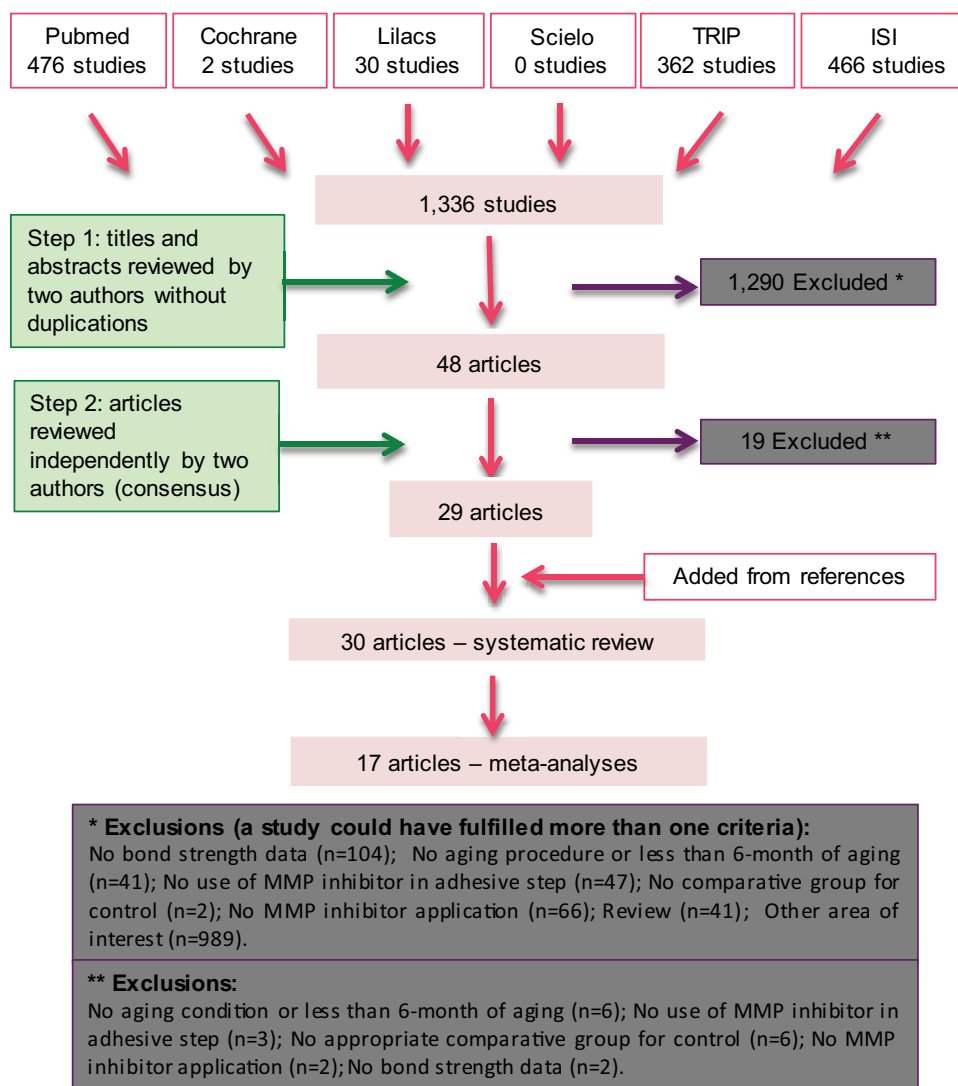 Pubmed
476 studies
Cochrane
2 studies
Lilacs
30 studies
Scielo
0 studies
TRIP
362 studies
ISI
466 studies
1,336 studies
Step 1: titles and
abstracts reviewed by
two authors without
duplications
1,290 Excluded *
48 articles
Step 2: articles
reviewed
independently by two
authors (consensus)
19 Excluded **
29 articles
Added from references
30 articles – systematic review
17 articles – meta-analyses
* Exclusions (a study could have fulfilled more than one criteria):
No bond strength data (n=104); No aging procedure or less than 6-month of aging
(n=41); No use of MMP inhibitor in adhesive step (n=47); No comparative group for
control (n=2); No MMP inhibitor application (n=66); Review (n=41); Other area of
interest (n=989).
** Exclusions:
No aging condition or less than 6-month of aging (n=6); No use of MMP inhibitor in
adhesive step (n=3); No appropriate comparative group for control (n=6); No MMP
inhibitor application (n=2); No bond strength data (n=2).